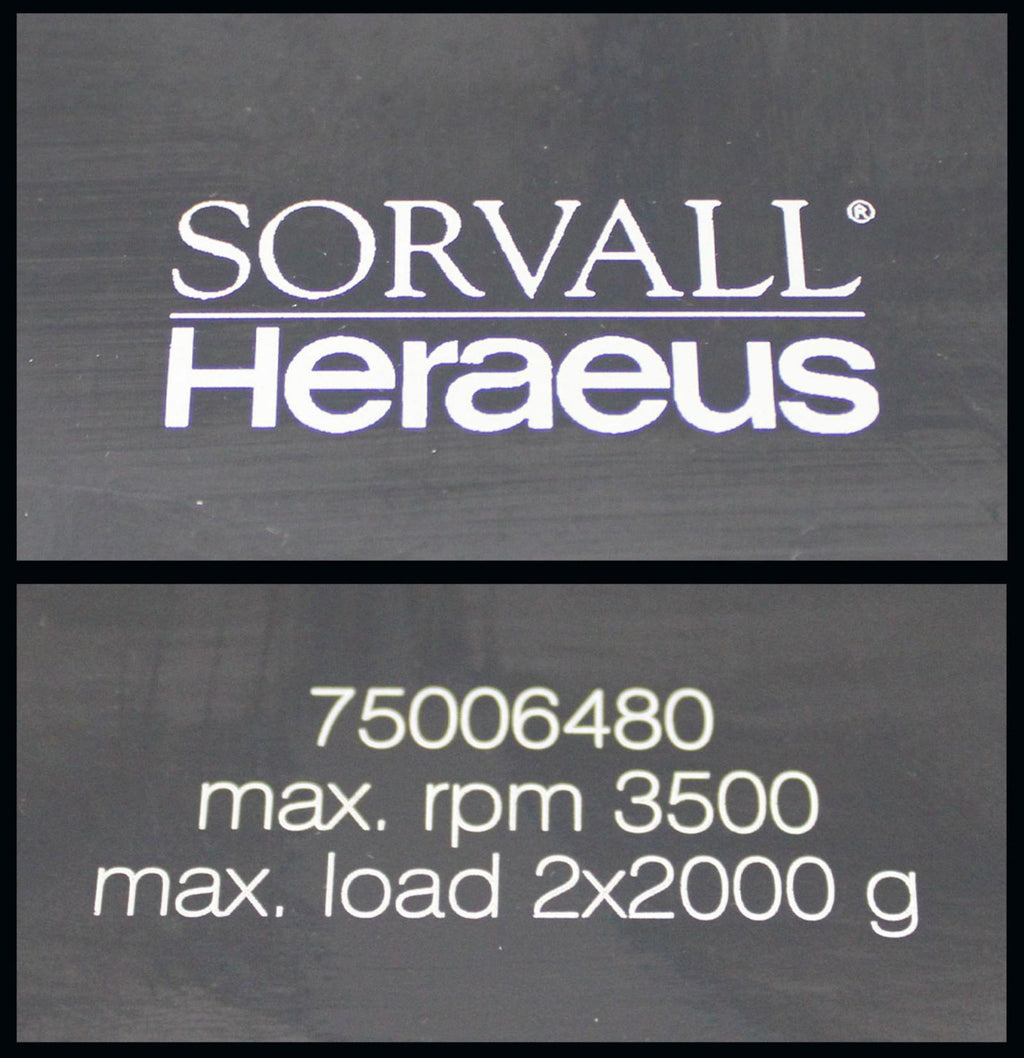 SORVALL®
Heraeus
75006480
max. rpm 3500
max. load 2x2000 g